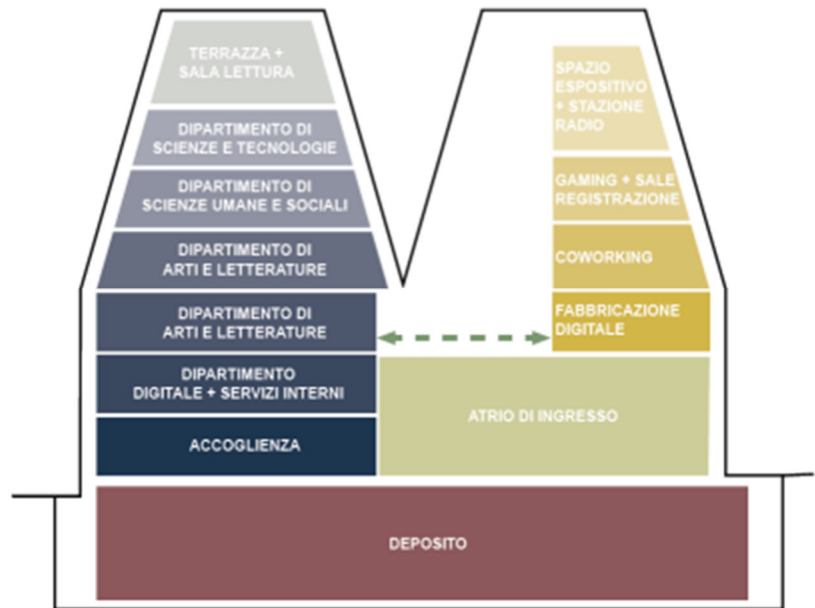 TERRAZZA +
SALA LETTURA
DIPARTIMENTO DI
SCIENZE E TECNOLOGIE
DIPARTIMENTO DI
SCIENZE UMANE E SOCIALI
DIPARTIMENTO DI
ARTI E LETTERATURE
DIPARTIMENTO DI
ARTI E LETTERATURE
DIPARTIMENTO
DIGITALE + SERVIZI INTERNI
ACCOGLIENZA
SPAZIO
ESPOSITIVO
+ STAZIONE
RADIO
GAMING + SALE
REGISTRAZIONE
COWORKING
FABBRICAZIONE
DIGITALE
ATRIO DI INGRESSO
DEPOSITO